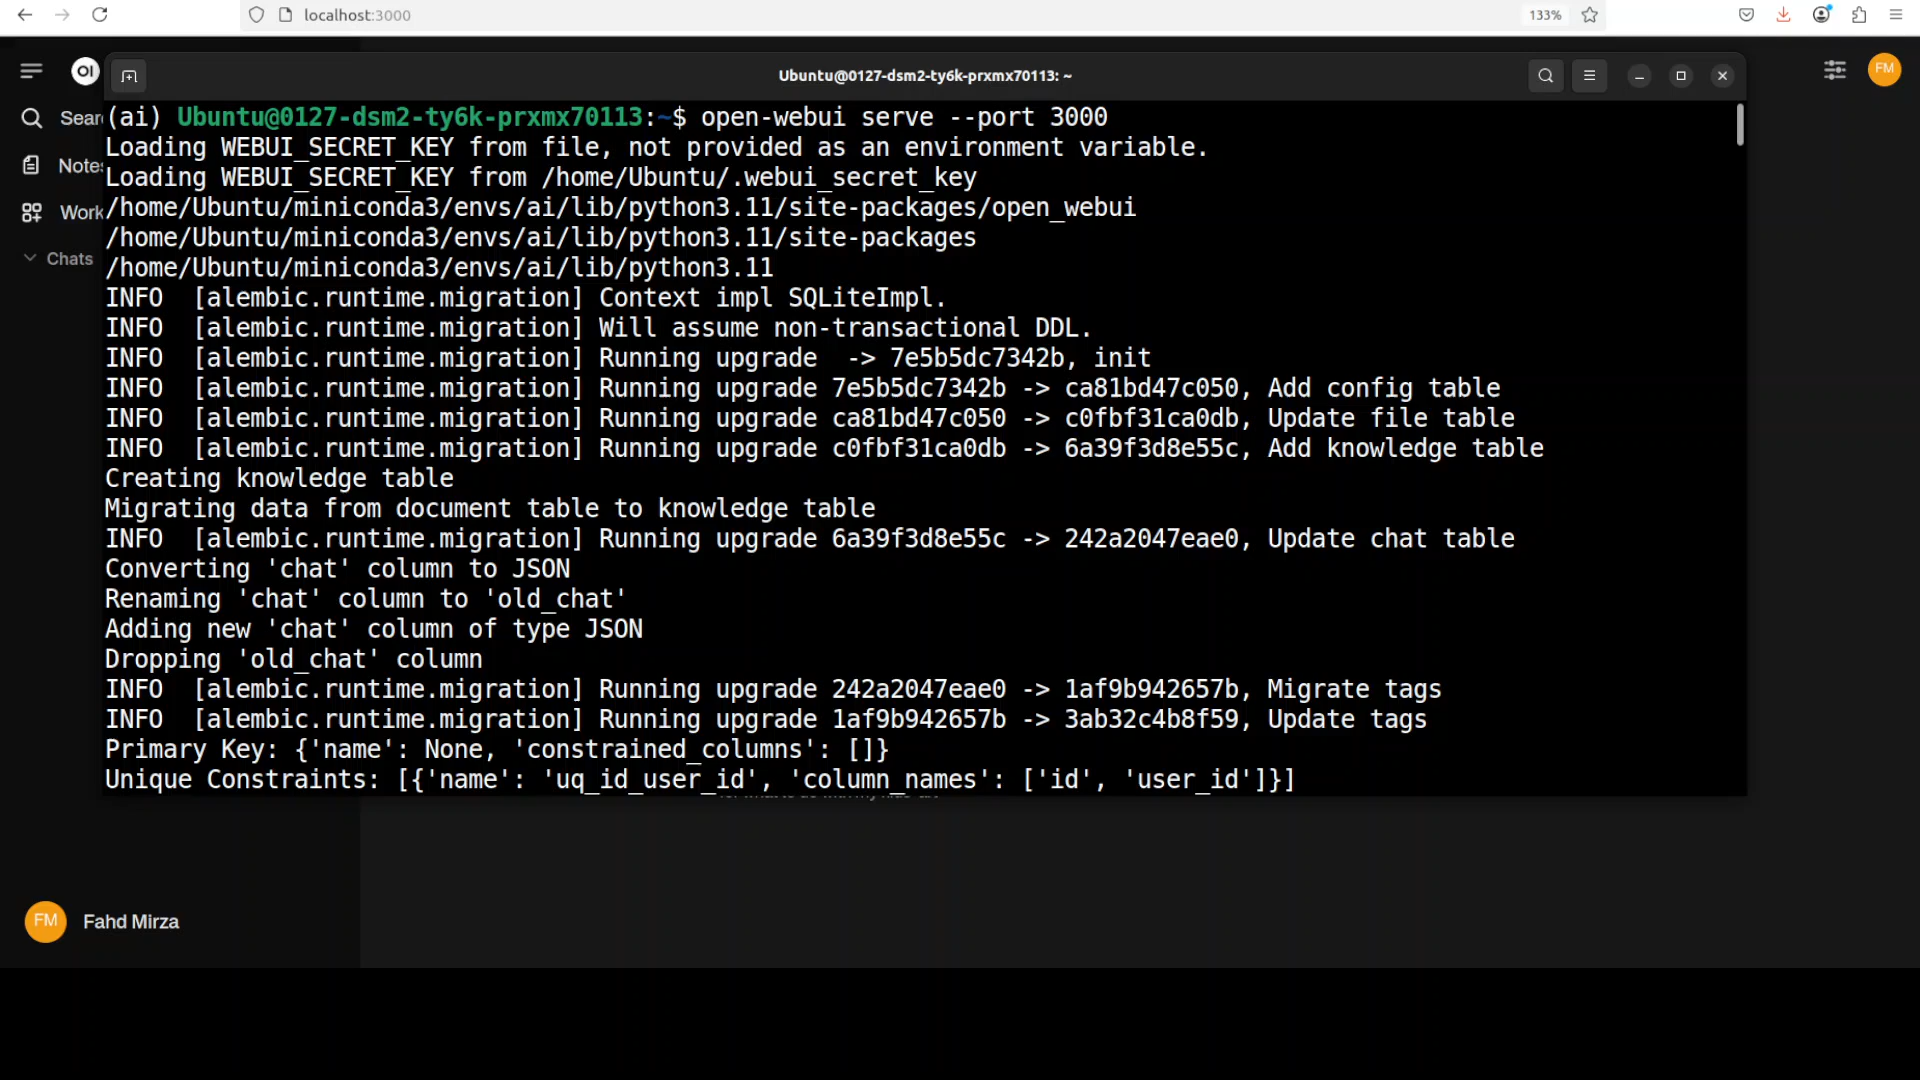 localhost:3000
133%
Ubuntu@0127-dsm2-ty6k-prxmx70113: ~
OI
FM
Sear
Notes
Work
Chats
(ai) Ubuntu@0127-dsm2-ty6k-prxmx70113:~$ open-webui serve --port 3000
Loading WEBUI_SECRET_KEY from file, not provided as an environment variable.
Loading WEBUI_SECRET_KEY from /home/Ubuntu/.webui_secret_key
/home/Ubuntu/miniconda3/envs/ai/lib/python3.11/site-packages/open_webui
/home/Ubuntu/miniconda3/envs/ai/lib/python3.11/site-packages
/home/Ubuntu/miniconda3/envs/ai/lib/python3.11
INFO  [alembic.runtime.migration] Context impl SQLiteImpl.
INFO  [alembic.runtime.migration] Will assume non-transactional DDL.
INFO  [alembic.runtime.migration] Running upgrade  -> 7e5b5dc7342b, init
INFO  [alembic.runtime.migration] Running upgrade 7e5b5dc7342b -> ca81bd47c050, Add config table
INFO  [alembic.runtime.migration] Running upgrade ca81bd47c050 -> c0fbf31ca0db, Update file table
INFO  [alembic.runtime.migration] Running upgrade c0fbf31ca0db -> 6a39f3d8e55c, Add knowledge table
Creating knowledge table
Migrating data from document table to knowledge table
INFO  [alembic.runtime.migration] Running upgrade 6a39f3d8e55c -> 242a2047eae0, Update chat table
Converting 'chat' column to JSON
Renaming 'chat' column to 'old_chat'
Adding new 'chat' column of type JSON
Dropping 'old_chat' column
INFO  [alembic.runtime.migration] Running upgrade 242a2047eae0 -> 1af9b942657b, Migrate tags
INFO  [alembic.runtime.migration] Running upgrade 1af9b942657b -> 3ab32c4b8f59, Update tags
Primary Key: {'name': None, 'constrained_columns': []}
Unique Constraints: [{'name': 'uq_id_user_id', 'column_names': ['id', 'user_id']}]
FM Fahd Mirza